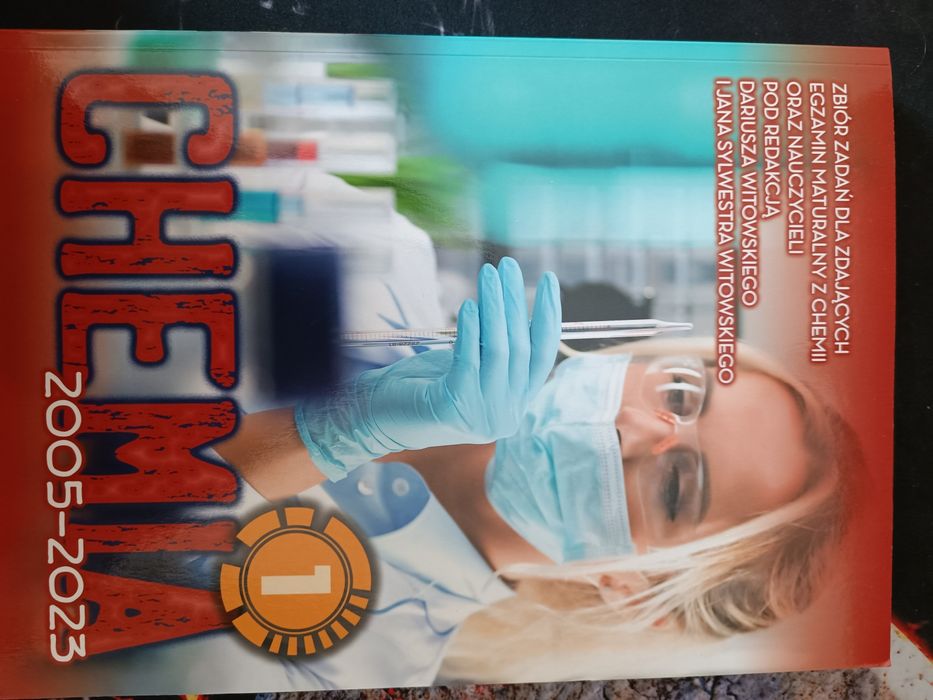 ZBIÓR ZADAŃ DLA ZDAJĄCYCH
EGZAMIN MATURALNY Z CHEMII
ORAZ NAUCZYCIELI
POD REDAKCJĄ
DARIUSZA WITOWSKIEGO
I JANA SYLWESTRA WITOWSKIEGO
1
CHEMIA
2005-2023